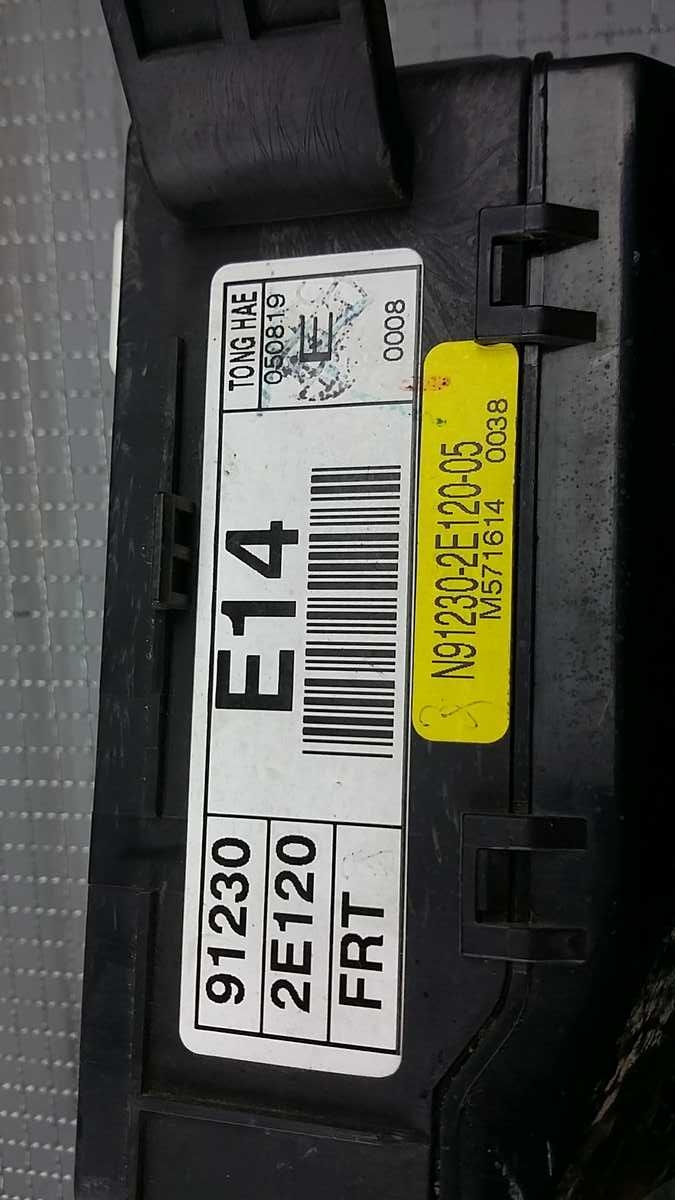 91230
2E120
FRT
E14
TONG HAE
050819
E
0008
N91230-2E120-05
M571614 0038